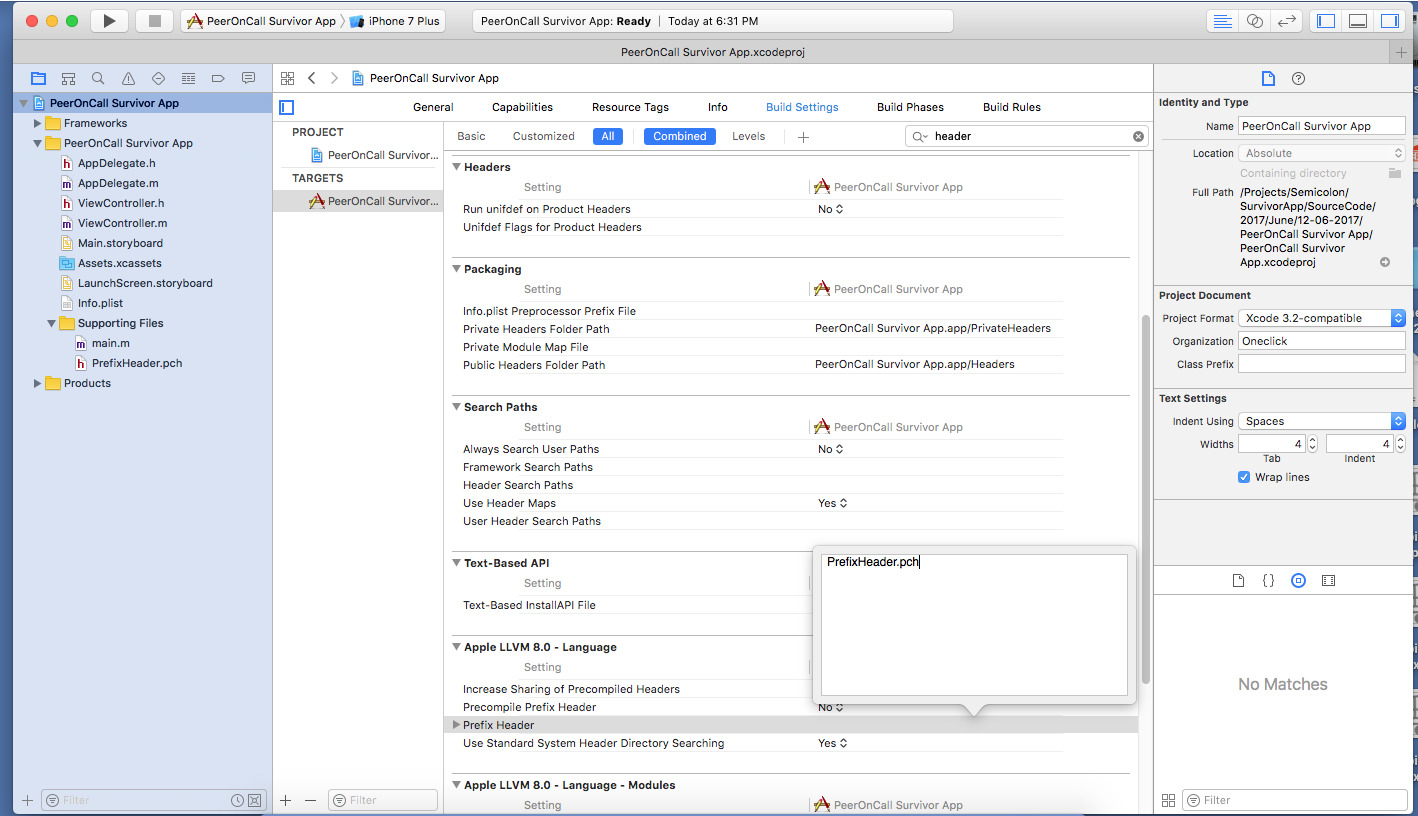 PeerOnCall Survivor App
iPhone 7 Plus
PeerOnCall Survivor App: Ready | Today at 6:31 PM
PeerOnCall Survivor App.xcodeproj
PeerOnCall Survivor App
Frameworks
PeerOnCall Survivor App
AppDelegate.h
AppDelegate.m
ViewController.h
ViewController.m
Main.storyboard
Assets.xcassets
LaunchScreen.storyboard
Info.plist
Supporting Files
main.m
PrefixHeader.pch
Products
Filter
PeerOnCall Survivor App
General Capabilities Resource Tags Info Build Settings Build Phases Build Rules
PROJECT
PeerOnCall Survivor...
TARGETS
PeerOnCall Survivor...
Filter
Basic Customized All Combined Levels + header
Headers
Setting PeerOnCall Survivor App
Run unifdef on Product Headers No
Unifdef Flags for Product Headers
Packaging
Setting PeerOnCall Survivor App
Info.plist Preprocessor Prefix File
Private Headers Folder Path PeerOnCall Survivor App.app/PrivateHeaders
Private Module Map File
Public Headers Folder Path PeerOnCall Survivor App.app/Headers
Search Paths
Setting PeerOnCall Survivor App
Always Search User Paths No
Framework Search Paths
Header Search Paths
Use Header Maps Yes
User Header Search Paths
Text-Based API
Setting
Text-Based InstallAPI File
PrefixHeader.pch
Apple LLVM 8.0 - Language
Setting
Increase Sharing of Precompiled Headers
Precompile Prefix Header No
Prefix Header
Use Standard System Header Directory Searching Yes
Apple LLVM 8.0 - Language - Modules
Setting PeerOnCall Survivor App
Identity and Type
Name PeerOnCall Survivor App
Location Absolute
Containing directory
Full Path /Projects/Semicolon/
SurvivorApp/SourceCode/
2017/June/12-06-2017/
PeerOnCall Survivor App/
PeerOnCall Survivor
App.xcodeproj
Project Document
Project Format Xcode 3.2-compatible
Organization Oneclick
Class Prefix
Text Settings
Indent Using Spaces
Widths 4 4
Tab Indent
Wrap lines
No Matches
Filter